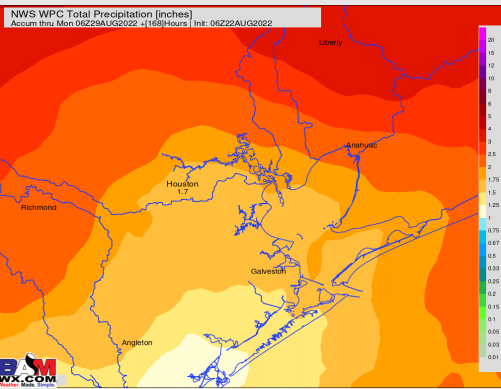 NWS WPC Total Precipitation [inches]
Accum thru Mon 06Z29AUG2022 +[168]Hours | Init: 06Z22AUG2022
Liberty
Anahuac
Houston
1.7
Richmond
Galveston
Angleton
20
15
12
10
8
6
5
4
3
2.5
2
1.75
1.5
1.25
0.75
0.67
0.5
0.33
0.25
0.2
0.15
0.1
0.05
0.03
0.01
BAM
WX.COM
Weather. Made. Simple.